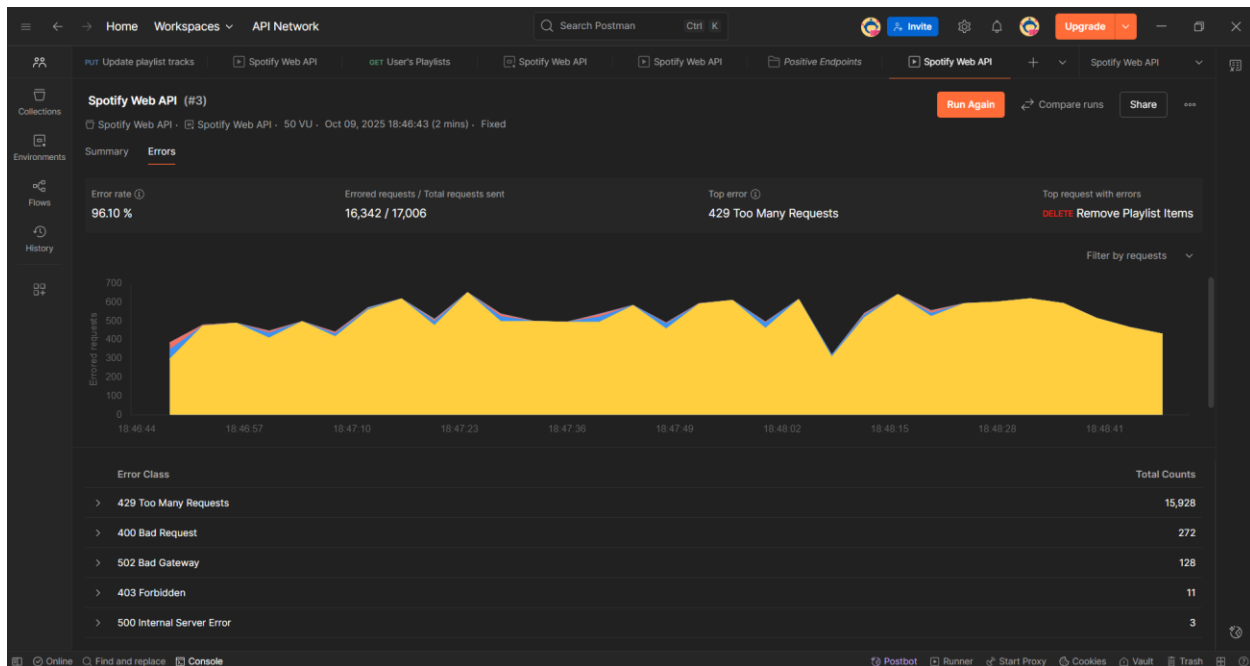 Home Workspaces API Network Search Postman Ctrl K Invite Upgrade
PUT Update playlist tracks Spotify Web API GET User's Playlists Spotify Web API Spotify Web API Positive Endpoints Spotify Web API Spotify Web API
Collections
Environments
Flows
History
Spotify Web API (#3) Run Again Compare runs Share
Spotify Web API · Spotify Web API · 50 VU · Oct 09, 2025 18:46:43 (2 mins) · Fixed
Summary Errors
Error rate Errored requests / Total requests sent Top error Top request with errors
96.10 % 16,342 / 17,006 429 Too Many Requests DELETE Remove Playlist Items
Filter by requests
Errored requests
700
600
500
400
300
200
100
0
18:46:44 18:46:57 18:47:10 18:47:23 18:47:36 18:47:49 18:48:02 18:48:15 18:48:28 18:48:41
Error Class Total Counts
429 Too Many Requests 15,928
400 Bad Request 272
502 Bad Gateway 128
403 Forbidden 11
500 Internal Server Error 3
Online Find and replace Console Postbot Runner Start Proxy Cookies Vault Trash